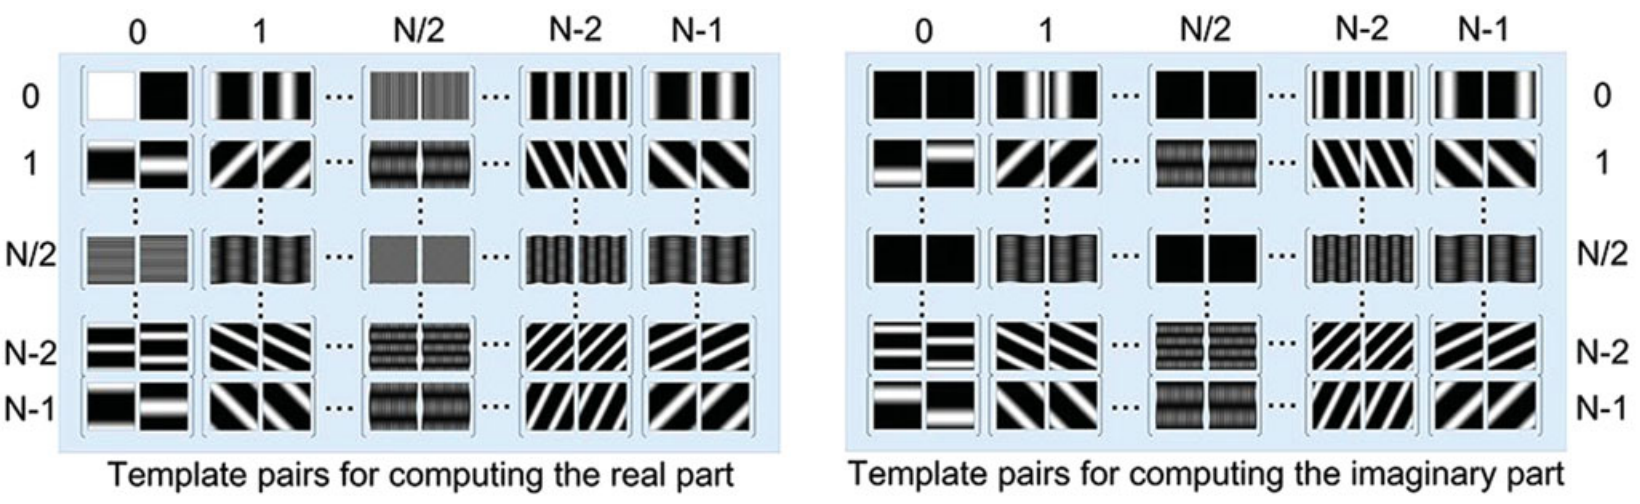 0 1 N/2 N-2 N-1
0
1
N/2
N-2
N-1
Template pairs for computing the real part
0 1 N/2 N-2 N-1
0
1
N/2
N-2
N-1
Template pairs for computing the imaginary part